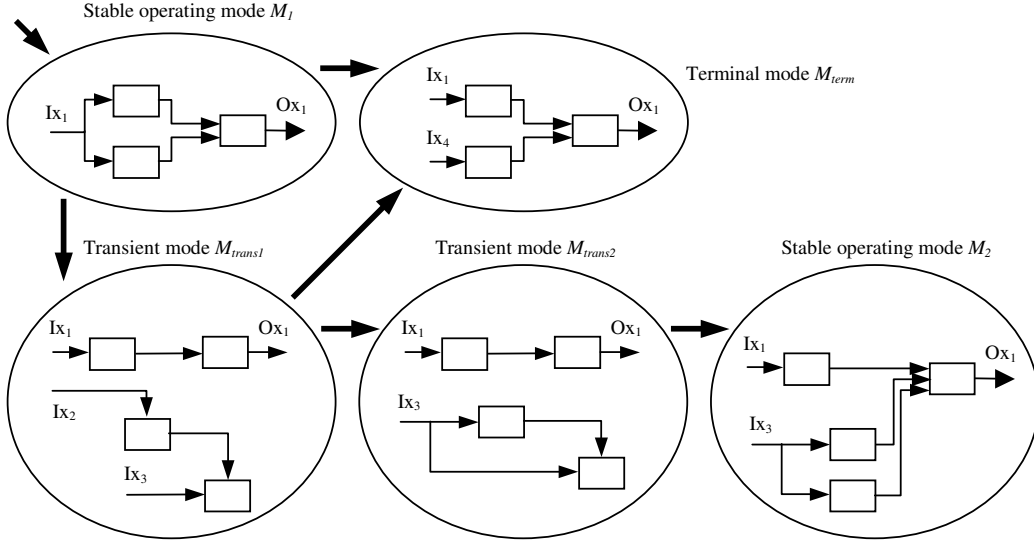 Stable operating mode M1
Ix1
Ox1
Ix1
Ix4
Ox1
Terminal mode Mterm
Transient mode Mtrans1
Ix1
Ox1
Ix2
Ix3
Transient mode Mtrans2
Ix1
Ox1
Ix3
Stable operating mode M2
Ix1
Ox1
Ix3